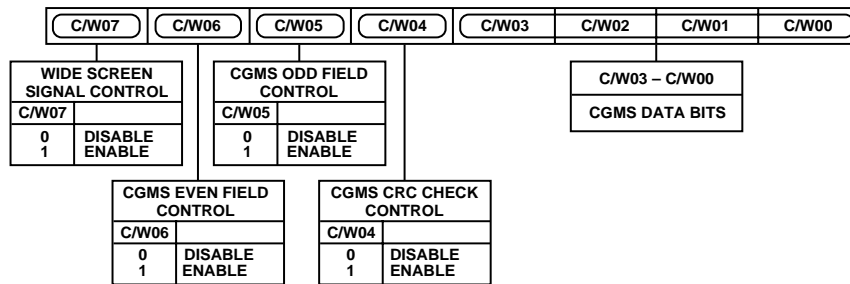 C/W07 C/W06 C/W05 C/W04 C/W03 C/W02 C/W01 C/W00
WIDE SCREEN
SIGNAL CONTROL
C/W07
0 DISABLE
1 ENABLE
CGMS ODD FIELD
CONTROL
C/W05
0 DISABLE
1 ENABLE
C/W03 – C/W00
CGMS DATA BITS
CGMS EVEN FIELD
CONTROL
C/W06
0 DISABLE
1 ENABLE
CGMS CRC CHECK
CONTROL
C/W04
0 DISABLE
1 ENABLE